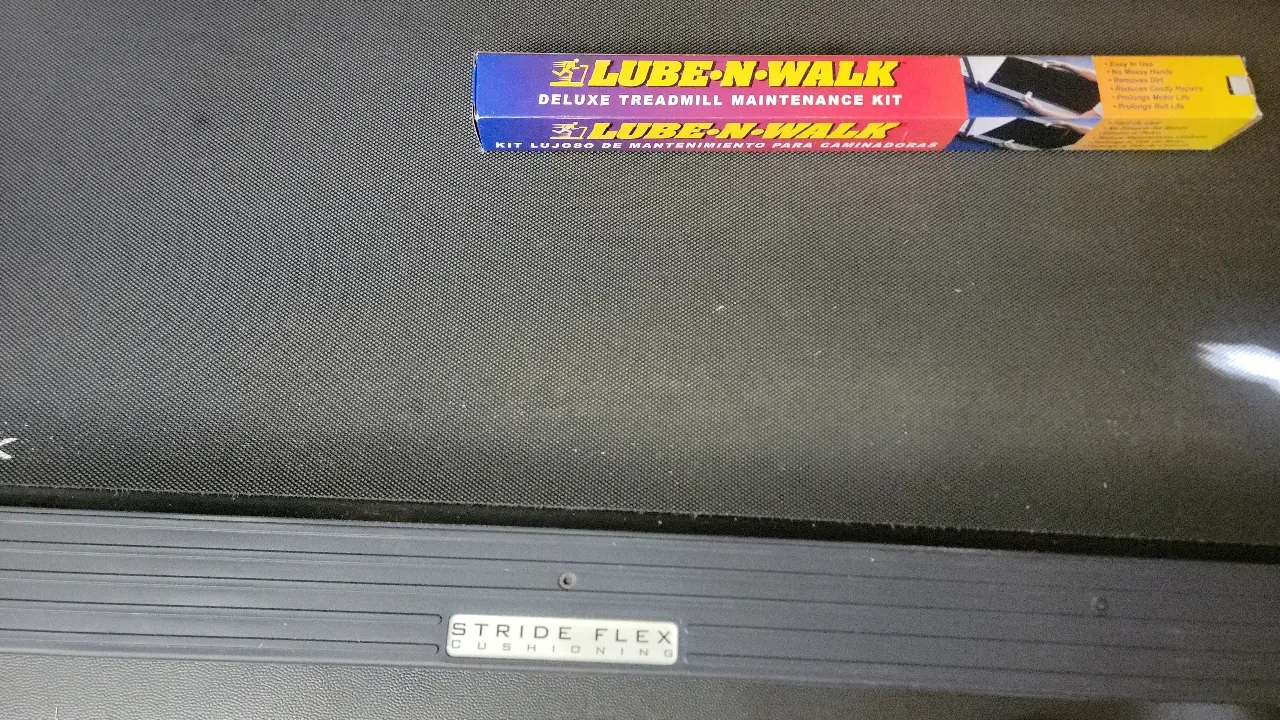 LUBE•N•WALK
DELUXE TREADMILL MAINTENANCE KIT
• Easy to Use
• No Messy Hands
• Removes Dirt
• Reduces Costly Repairs
• Prolongs Motor Life
• Prolongs Belt Life
LUBE•N•WALK
KIT LUJOSO DE MANTENIMIENTO PARA CAMINADORAS
STRIDE FLEX
CUSHIONING